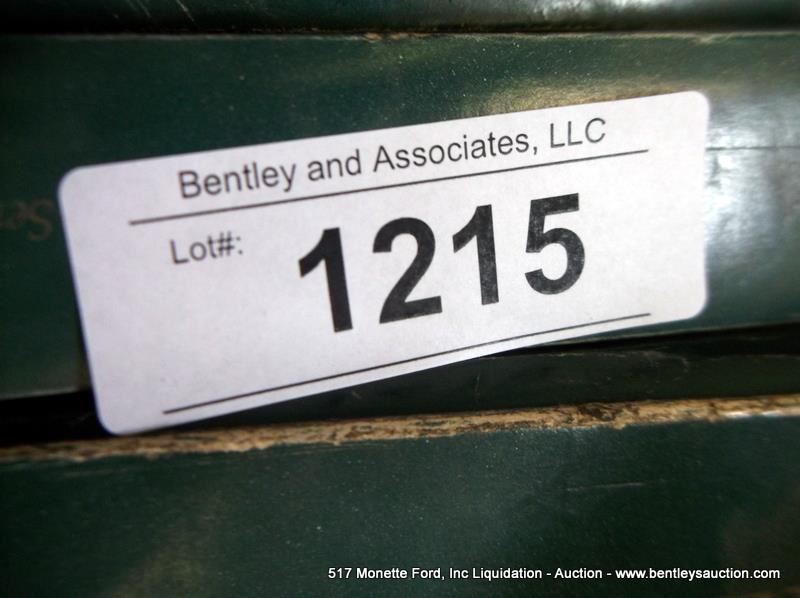 Bentley and Associates, LLC
Lot#: 1215
517 Monette Ford, Inc Liquidation - Auction - www.bentleysauction.com